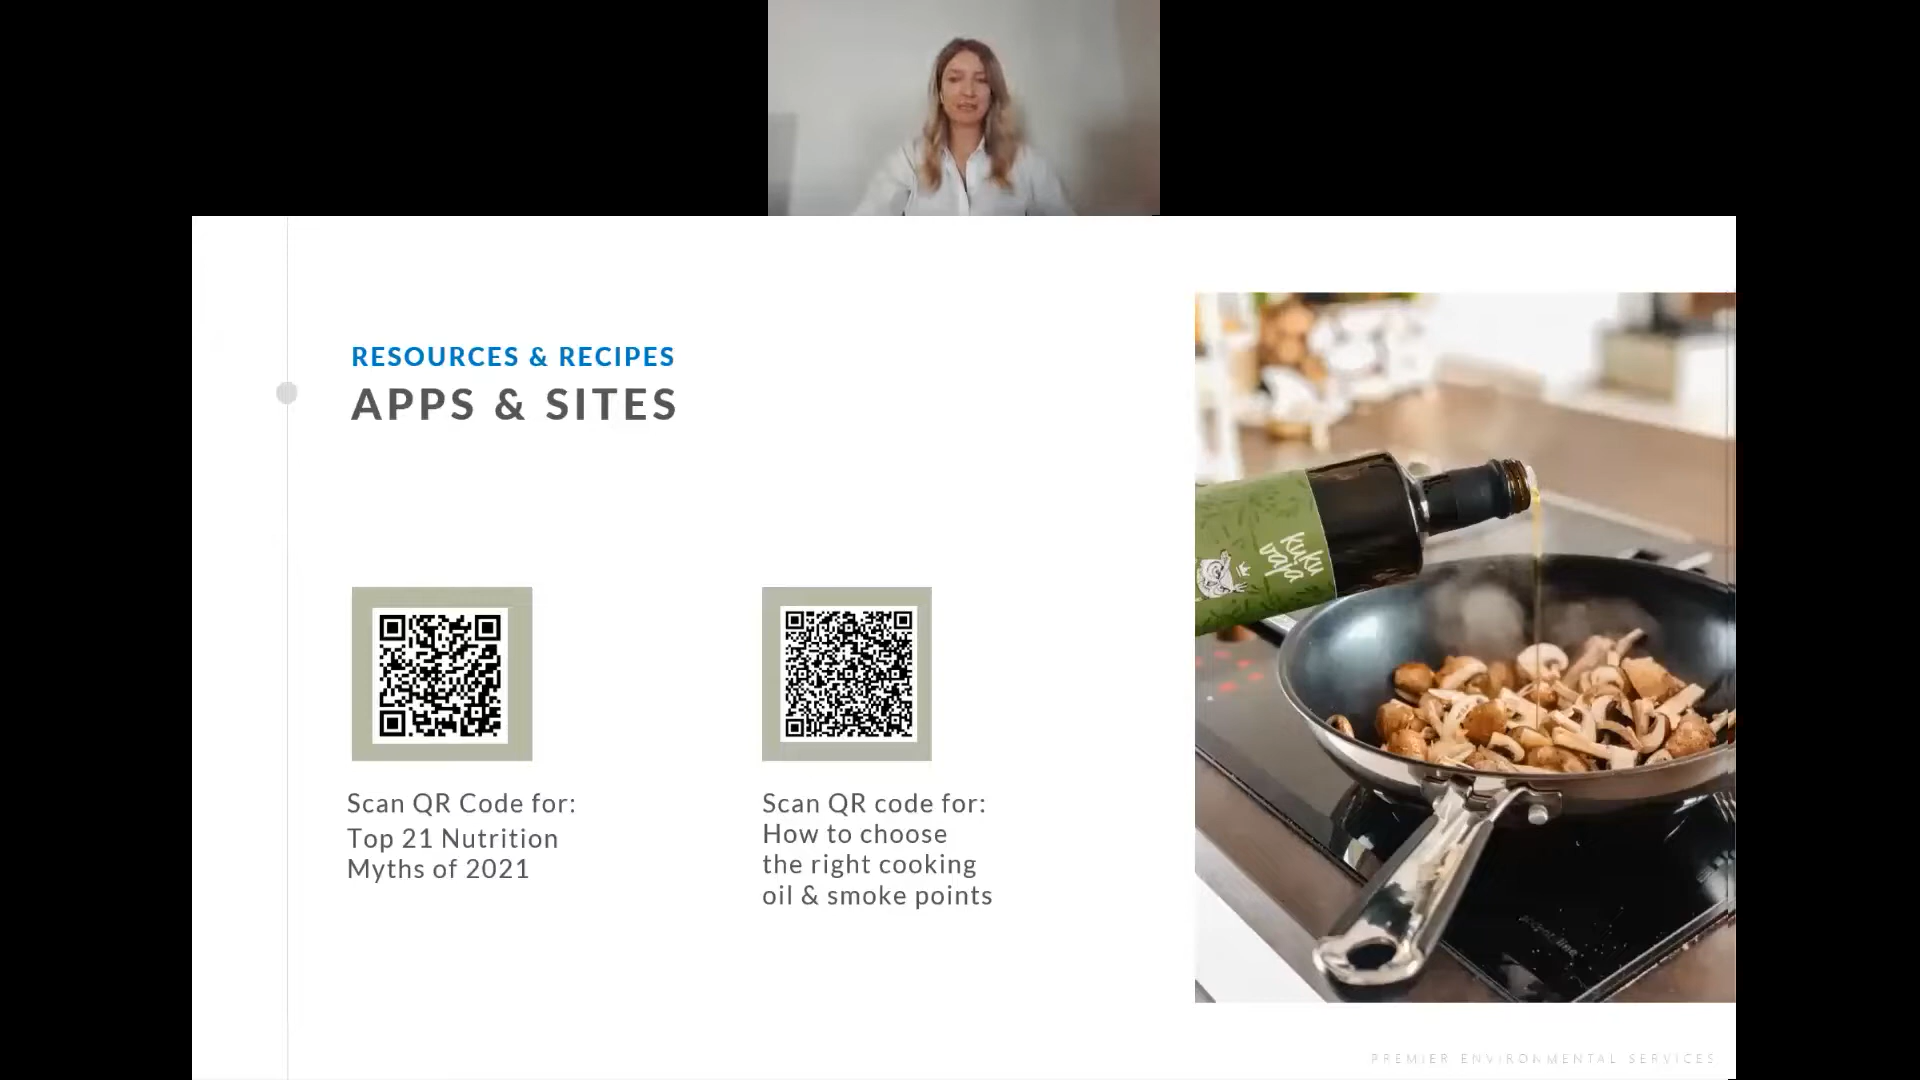 RESOURCES & RECIPES
APPS & SITES
Scan QR Code for:
Top 21 Nutrition
Myths of 2021
Scan QR code for:
How to choose
the right cooking
oil & smoke points
kuku
vaja
PREMIER ENVIRONMENTAL SERVICES